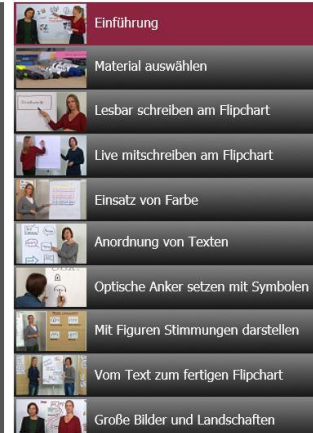 Einführung
Material auswählen
Lesbar schreiben am Flipchart
Live mitschreiben am Flipchart
Einsatz von Farbe
Anordnung von Texten
Optische Anker setzen mit Symbolen
Mit Figuren Stimmungen darstellen
Vom Text zum fertigen Flipchart
Große Bilder und Landschaften